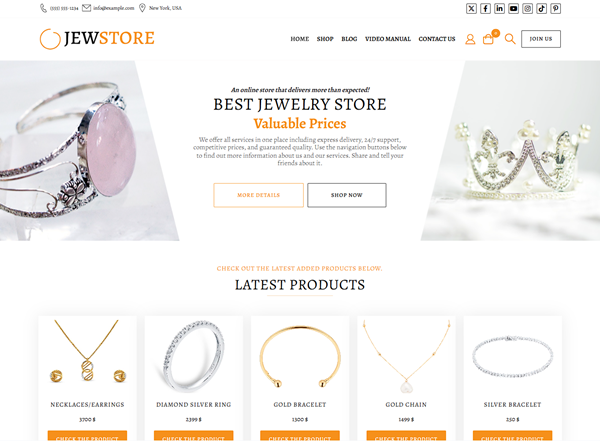 (555) 555-1234 info@example.com New York, USA
JEWSTORE
HOME SHOP BLOG VIDEO MANUAL CONTACT US 0 JOIN US
An online store that delivers more than expected!
BEST JEWELRY STORE
Valuable Prices
We offer all services in one place including express delivery, 24/7 support,
competitive prices, and guaranteed quality. Use the navigation buttons below
to find out more information about us and our services. Share and tell your
friends about it.
MORE DETAILS SHOP NOW
CHECK OUT THE LATEST ADDED PRODUCTS BELOW.
LATEST PRODUCTS
NECKLACES/EARRINGS DIAMOND SILVER RING GOLD BRACELET GOLD CHAIN SILVER BRACELET
3700 $ 2399 $ 1300 $ 1499 $ 250 $
CHECK THE PRODUCT CHECK THE PRODUCT CHECK THE PRODUCT CHECK THE PRODUCT CHECK THE PRODUCT